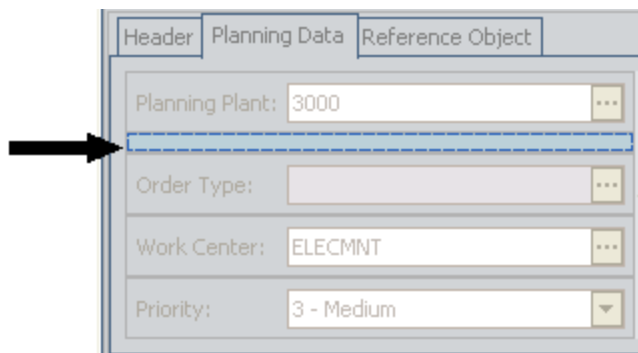 Header Planning Data Reference Object
Planning Plant: 3000 ...
Order Type: ...
Work Center: ELECMNT ...
Priority: 3 - Medium